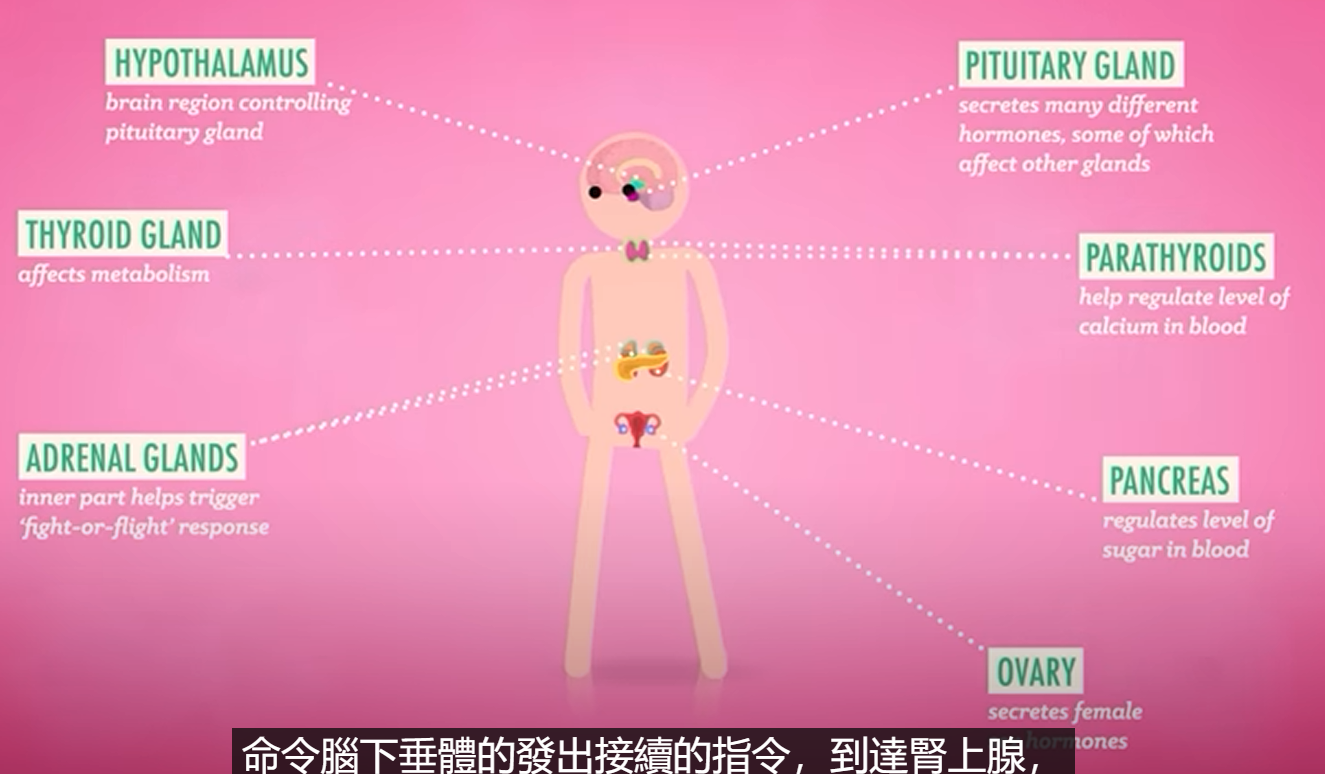 HYPOTHALAMUS
brain region controlling
pituitary gland
PITUITARY GLAND
secretes many different
hormones, some of which
affect other glands
THYROID GLAND
affects metabolism
PARATHYROIDS
help regulate level of
calcium in blood
ADRENAL GLANDS
inner part helps trigger
‘fight-or-flight’ response
PANCREAS
regulates level of
sugar in blood
OVARY
secretes female
hormones
命令腦下垂體的發出接續的指令，到達腎上腺，